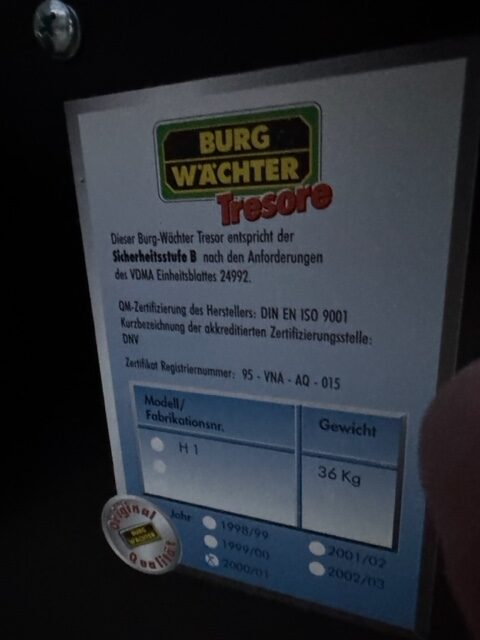 BURG
WÄCHTER
Tresore
Dieser Burg-Wächter Tresor entspricht der
Sicherheitsstufe B nach den Anforderungen
des VDMA Einheitsblattes 24992.
QM-Zertifizierung des Herstellers: DIN EN ISO 9001
Kurzbezeichnung der akkreditierten Zertifizierungsstelle:
DNV
Zertifikat Registriernummer: 95 - VNA - AQ - 015
Modell/
Fabrikationsnr.
Gewicht
H 1
36 Kg
Original
BURG
WÄCHTER
Qualität
Jahr
1998/99
1999/00
2000/01
2001/02
2002/03